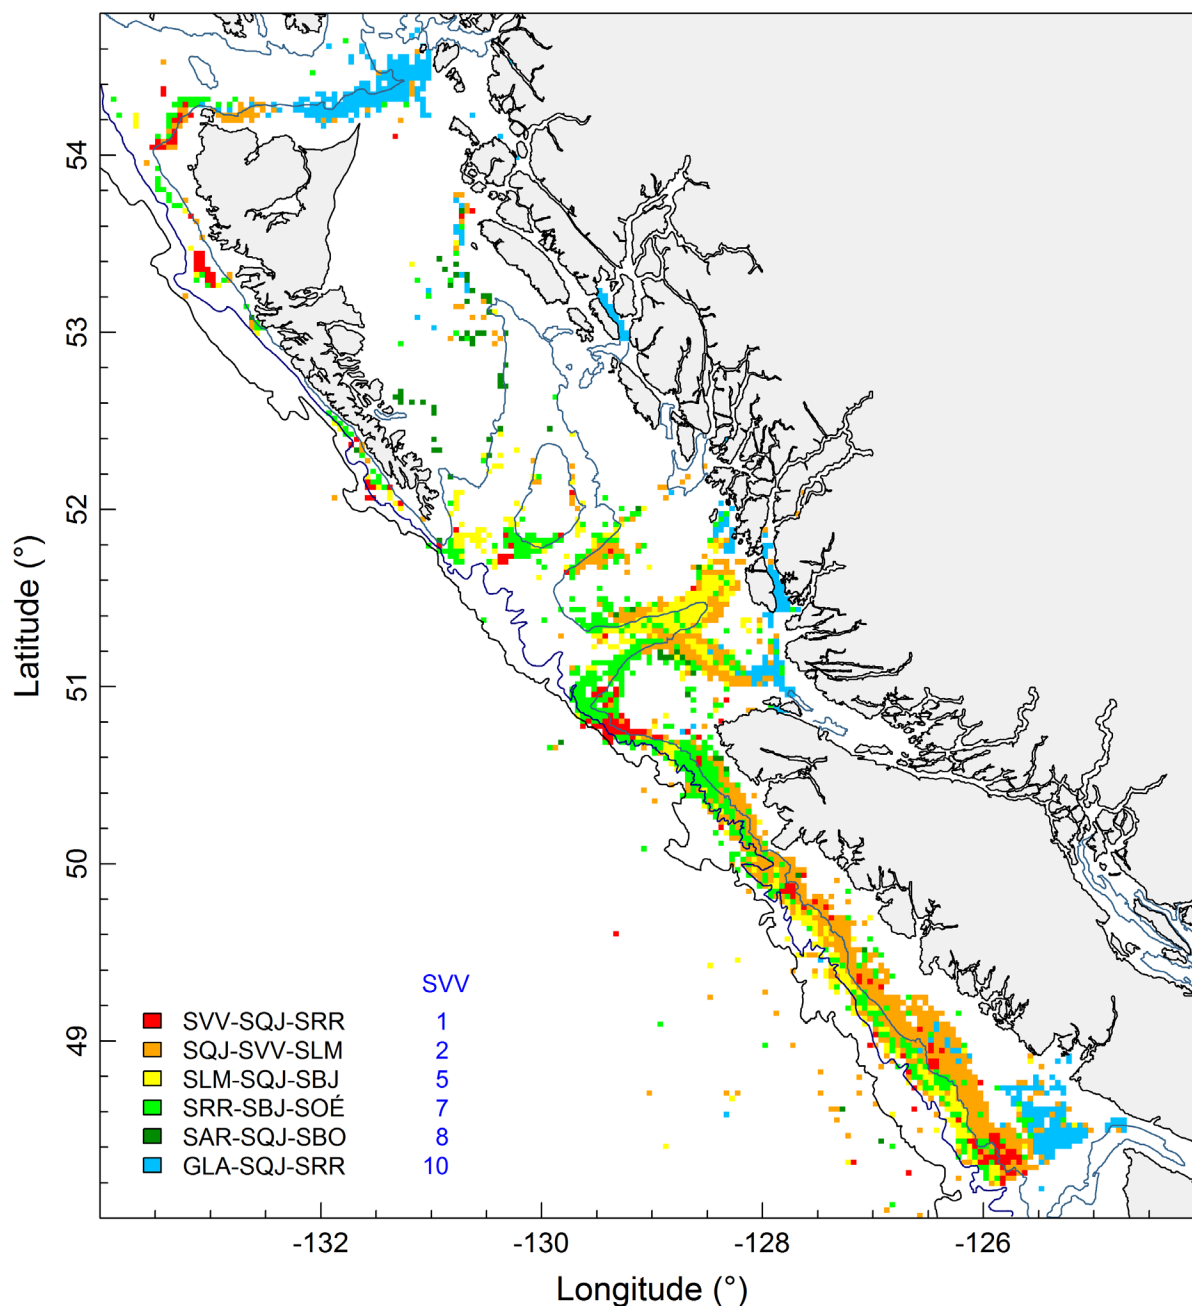 54
53
52
51
50
49
Latitude (°)
SVV
SVV-SQJ-SRR 1
SQJ-SVV-SLM 2
SLM-SQJ-SBJ 5
SRR-SBJ-SOÉ 7
SAR-SQJ-SBO 8
GLA-SQJ-SRR 10
-132 -130 -128 -126
Longitude (°)